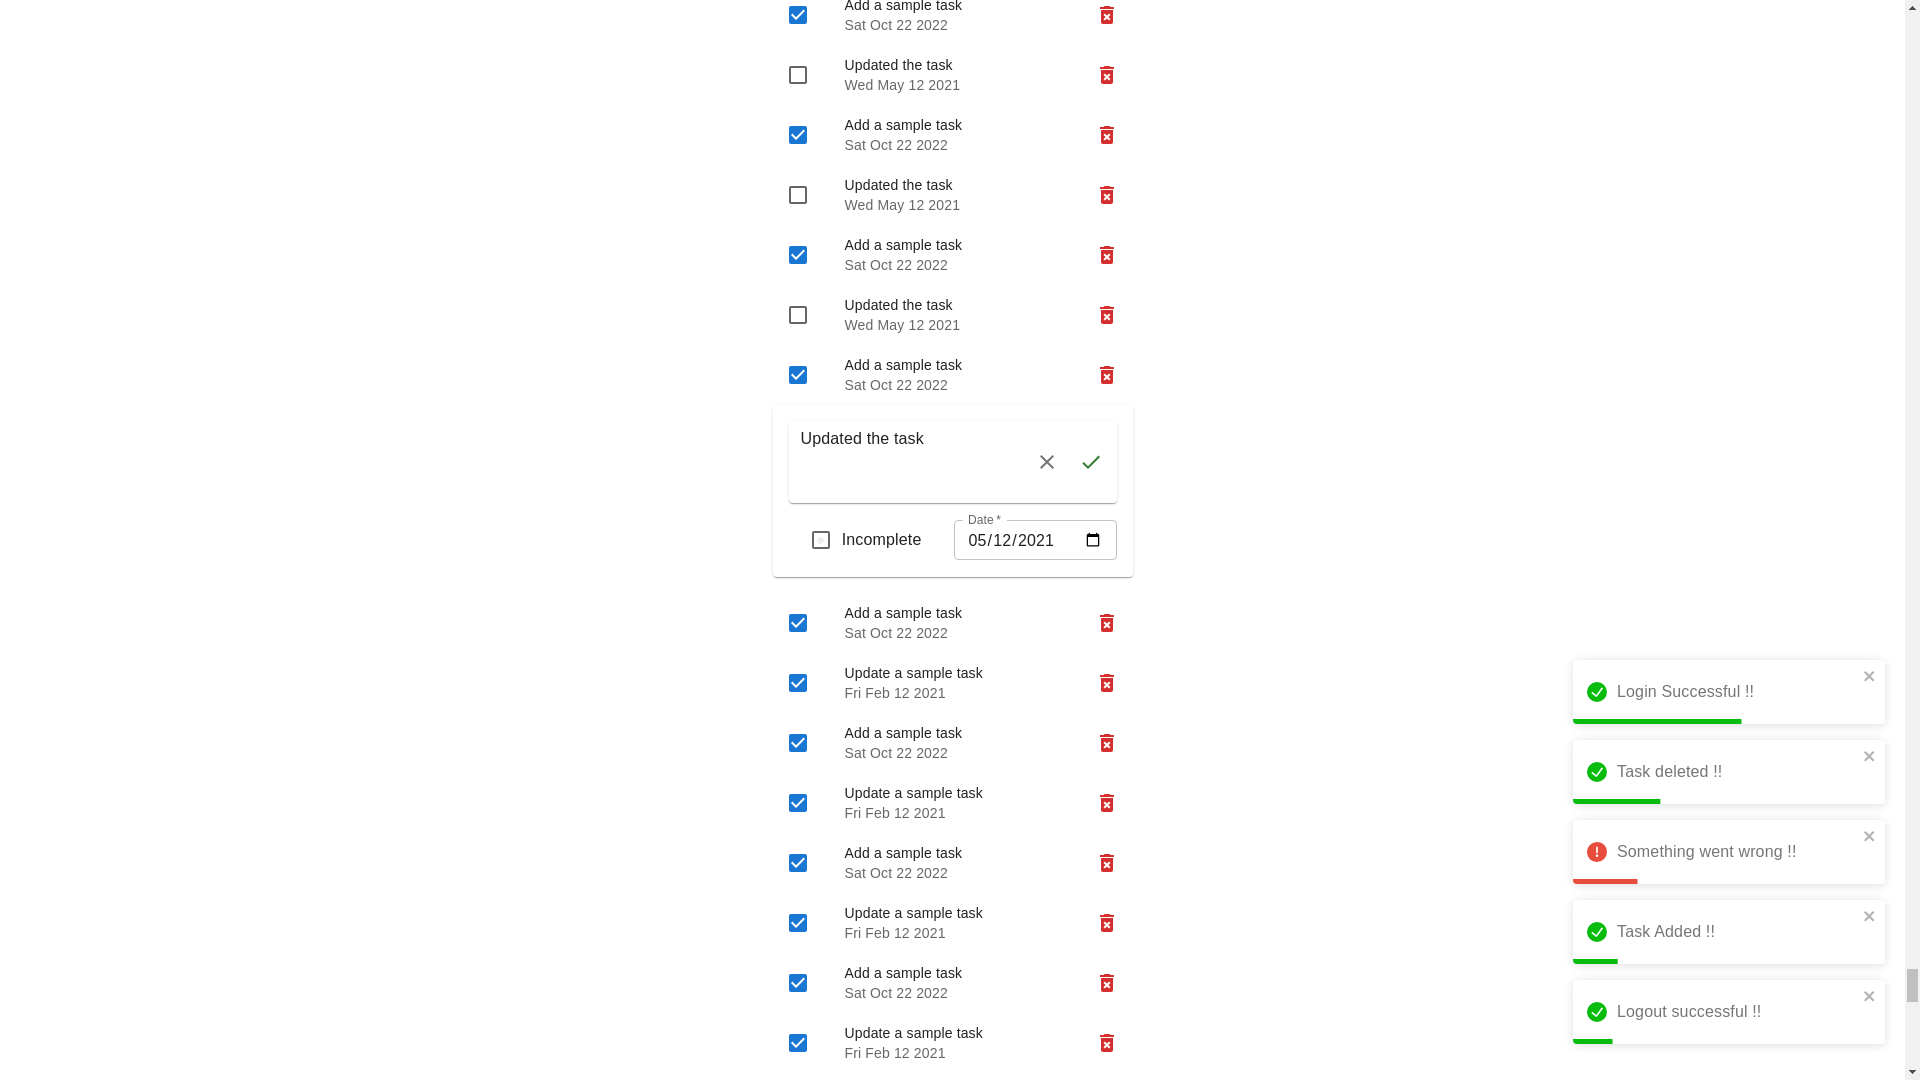 Add a sample task
Sat Oct 22 2022
Updated the task
Wed May 12 2021
Add a sample task
Sat Oct 22 2022
Updated the task
Wed May 12 2021
Add a sample task
Sat Oct 22 2022
Updated the task
Wed May 12 2021
Add a sample task
Sat Oct 22 2022
Updated the task
Incomplete
Date *
05/12/2021
Add a sample task
Sat Oct 22 2022
Update a sample task
Fri Feb 12 2021
Add a sample task
Sat Oct 22 2022
Update a sample task
Fri Feb 12 2021
Add a sample task
Sat Oct 22 2022
Update a sample task
Fri Feb 12 2021
Add a sample task
Sat Oct 22 2022
Update a sample task
Fri Feb 12 2021
Login Successful !!
Task deleted !!
Something went wrong !!
Task Added !!
Logout successful !!